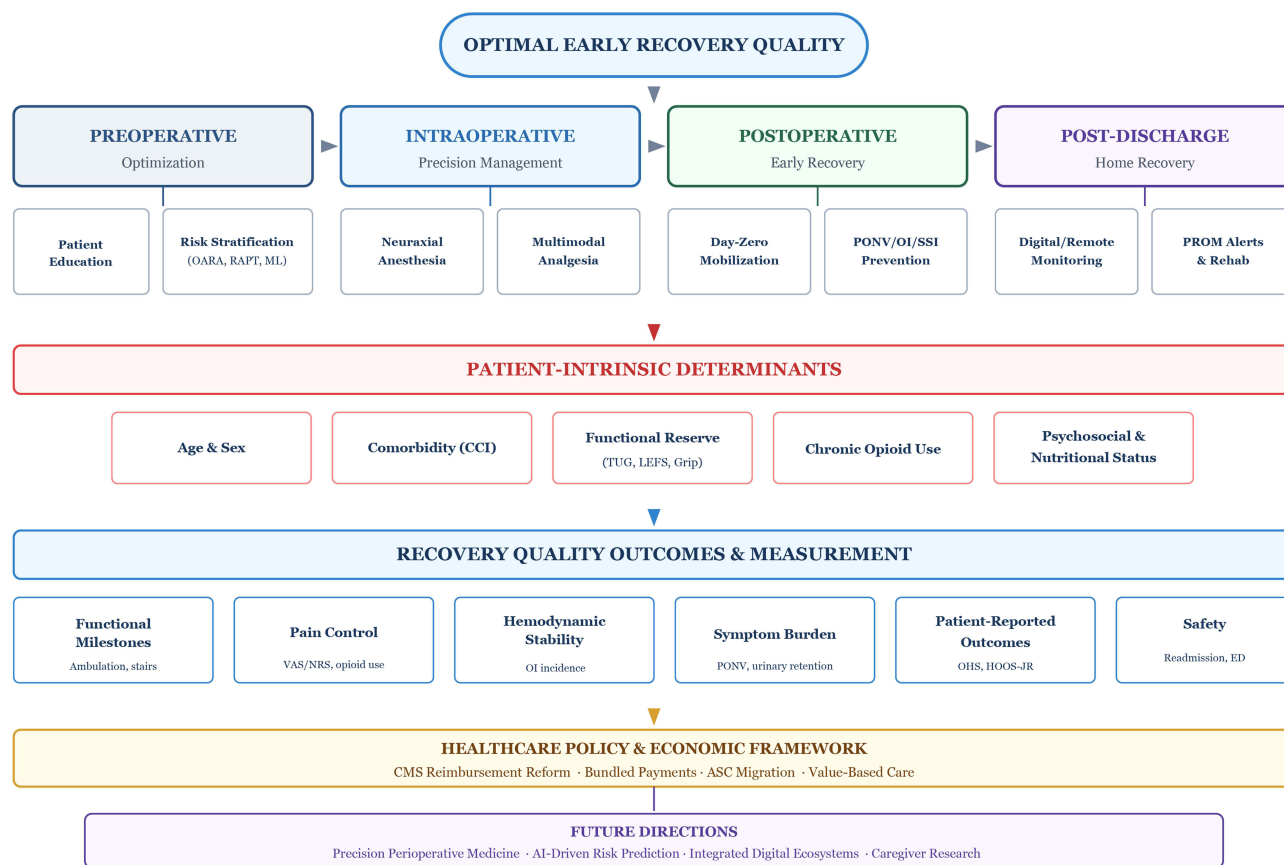 OPTIMAL EARLY RECOVERY QUALITY
PREOPERATIVE
Optimization
INTRAOPERATIVE
Precision Management
POSTOPERATIVE
Early Recovery
POST-DISCHARGE
Home Recovery
Patient
Education
Risk Stratification
(OARA, RAPT, ML)
Neuraxial
Anesthesia
Multimodal
Analgesia
Day-Zero
Mobilization
PONV/OI/SSI
Prevention
Digital/Remote
Monitoring
PROM Alerts
& Rehab
PATIENT-INTRINSIC DETERMINANTS
Age & Sex
Comorbidity (CCI)
Functional Reserve
(TUG, LEFS, Grip)
Chronic Opioid Use
Psychosocial &
Nutritional Status
RECOVERY QUALITY OUTCOMES & MEASUREMENT
Functional
Milestones
Ambulation, stairs
Pain Control
VAS/NRS, opioid use
Hemodynamic
Stability
OI incidence
Symptom Burden
PONV, urinary retention
Patient-Reported
Outcomes
OHS, HOOS-JR
Safety
Readmission, ED
HEALTHCARE POLICY & ECONOMIC FRAMEWORK
CMS Reimbursement Reform · Bundled Payments · ASC Migration · Value-Based Care
FUTURE DIRECTIONS
Precision Perioperative Medicine · AI-Driven Risk Prediction · Integrated Digital Ecosystems · Caregiver Research